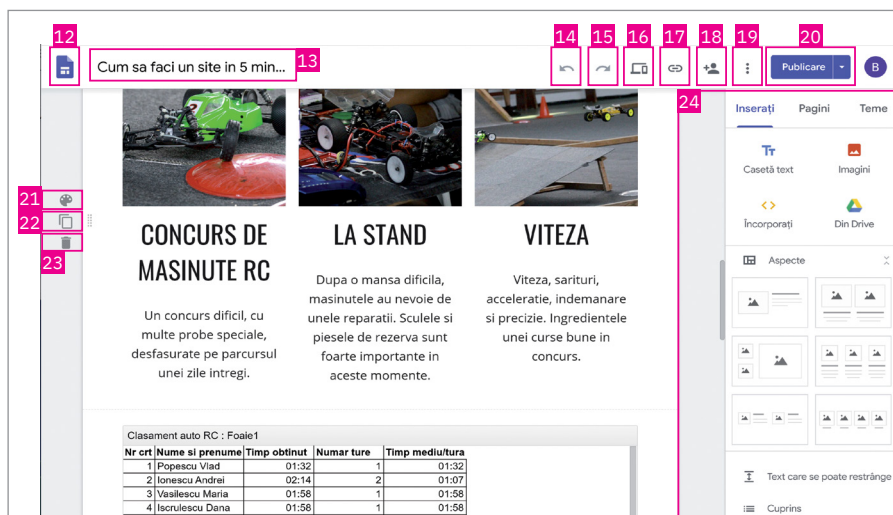 12
13
14
15
16
17
18
19
20
Cum sa faci un site in 5 min...
Publicare
B
24
Inserați
Pagini
Teme
Casetă text
Imagini
Încorporați
Din Drive
Aspecte
21
22
23
CONCURS DE
MASINUTE RC
LA STAND
VITEZA
Un concurs dificil, cu
multe probe speciale,
desfasurate pe parcursul
unei zile intregi.
Dupa o mansa dificila,
masinutele au nevoie de
unele reparatii. Sculele si
piesele de rezerva sunt
foarte importante in
aceste momente.
Viteza, sarituri,
acceleratie, indemanare
si precizie. Ingredientele
unei curse bune in
concurs.
Clasament auto RC : Foaie1
Nr crt Nume si prenume Timp obtinut Numar ture Timp mediu/tura
1 Popescu Vlad 01:32 1 01:32
2 Ionescu Andrei 02:14 2 01:07
3 Vasilescu Maria 01:58 1 01:58
4 Iscrulescu Dana 01:58 1 01:58
Text care se poate restrânge
Cuprins